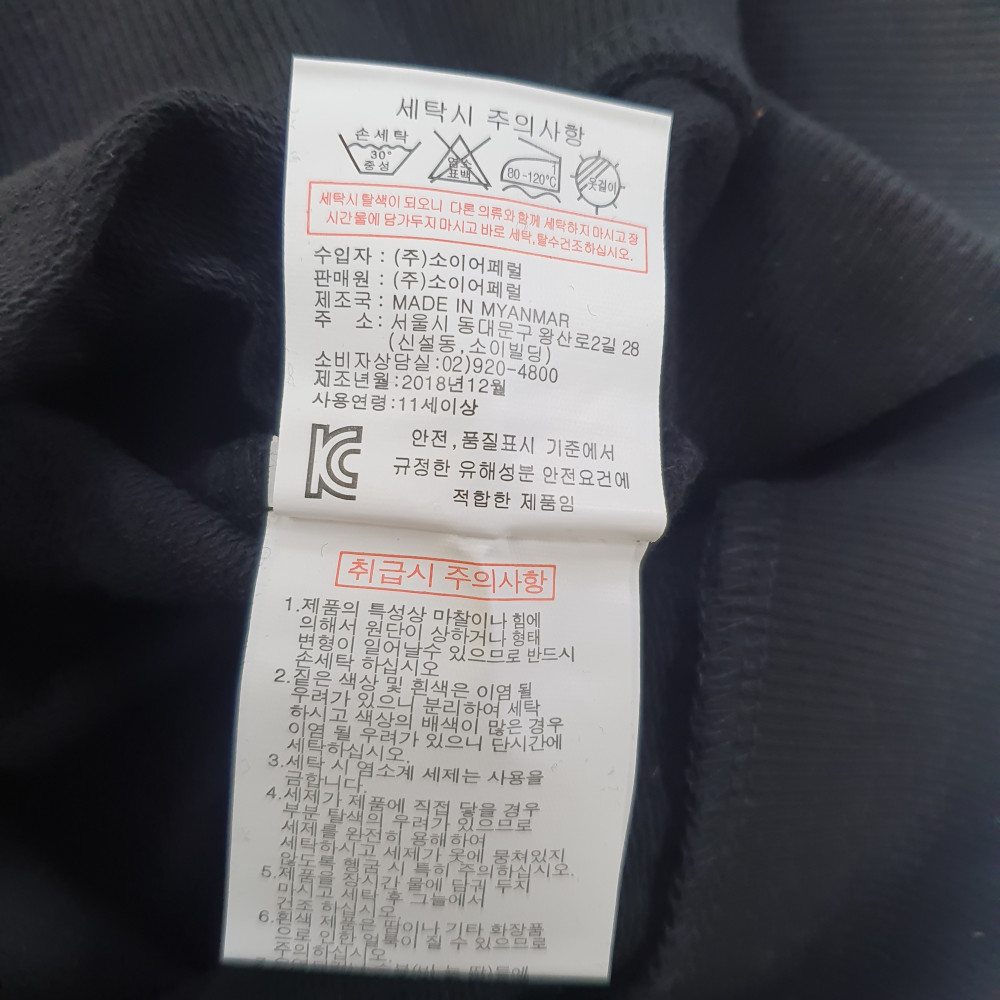 세탁시 주의사항
손세탁
30°
중성
염소
표백
80~120℃
옷걸이
세탁시 탈색이 되오니 다른 의류와 함께 세탁하지 마시고 장
시간 물에 담가두지 마시고 바로 세탁,탈수건조하십시오.
수입자 : (주)소이어페럴
판매원 : (주)소이어페럴
제조국 : MADE IN MYANMAR
주 소: 서울시 동대문구 왕산로2길 28
(신설동,소이빌딩)
소비자상담실:02)920-4800
제조년월:2018년12월
사용연령:11세이상
안전,품질표시 기준에서
규정한 유해성분 안전요건에
적합한 제품임
취급시 주의사항
1.제품의 특성상 마찰이나 힘에
의해서 원단이 상하거나 형태
변형이 일어날수 있으므로 반드시
손세탁 하십시오
2.짙은 색상 및 흰색은 이염 될
우려가 있으니 분리하여 세탁
하시고 색상의 배색이 많은 경우
이염 될 우려가 있으니 단시간에
세탁하십시오.
3.세탁 시 염소계 세제는 사용을
금합니다.
4.세제가 제품에 직접 닿을 경우
부분 탈색의 우려가 있으므로
세제를 완전히 용해하여
세탁하시고 세제가 옷에 뭉쳐있지
않도록 헹굼 시 특히 주의하십시오.
5.제품을 장시간 물에 담궈 두지
마시고 세탁 후 그늘에서
건조 하십시오.
6.흰색 제품은 땀이나 기타 화장품
으로 인한 얼룩이 질 수 있으므로
주의하십시오.